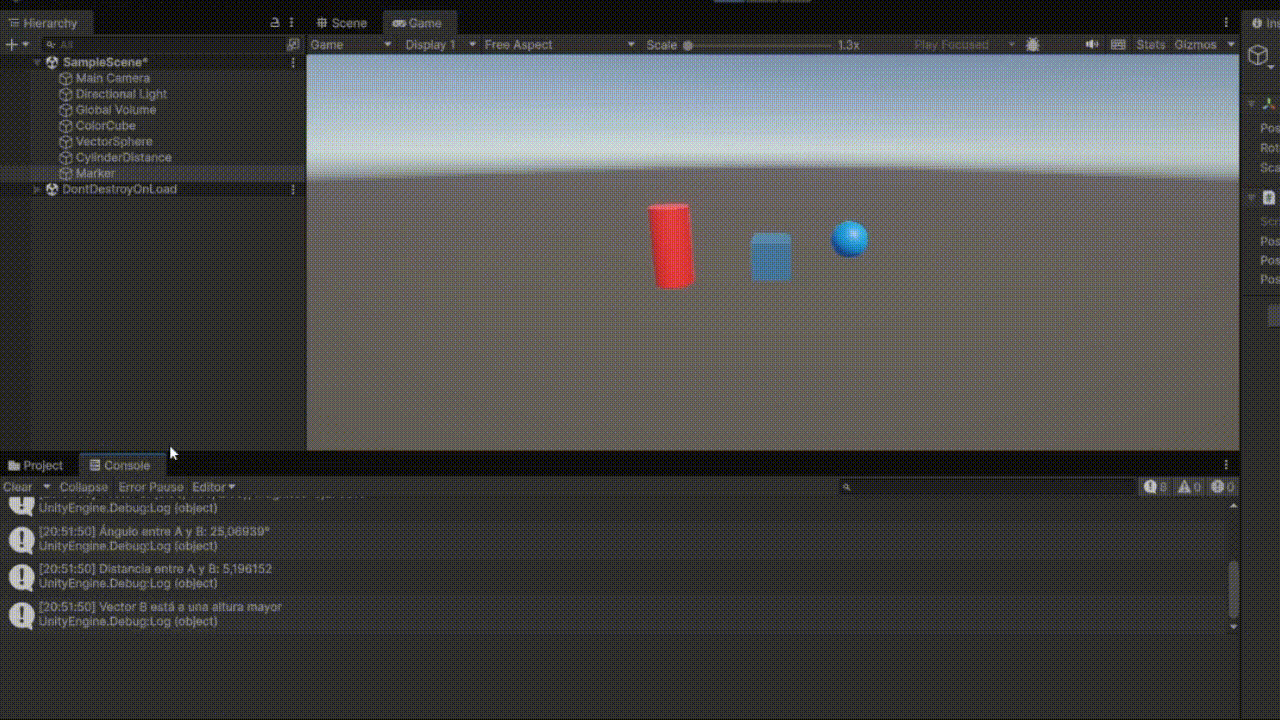 Hierarchy
Scene
Game
All
Game
Display 1
Free Aspect
Scale
1.3x
Play Focused
Stats
Gizmos
SampleScene*
Main Camera
Directional Light
Global Volume
ColorCube
VectorSphere
CylinderDistance
Marker
DontDestroyOnLoad
Pos
Rot
Sca
Pos
Pos
Pos
Project
Console
Clear
Collapse
Error Pause
Editor
8
0
0
UnityEngine.Debug:Log (object)
[20:51:50] Ángulo entre A y B: 25,06939°
UnityEngine.Debug:Log (object)
[20:51:50] Distancia entre A y B: 5,196152
UnityEngine.Debug:Log (object)
[20:51:50] Vector B está a una altura mayor
UnityEngine.Debug:Log (object)